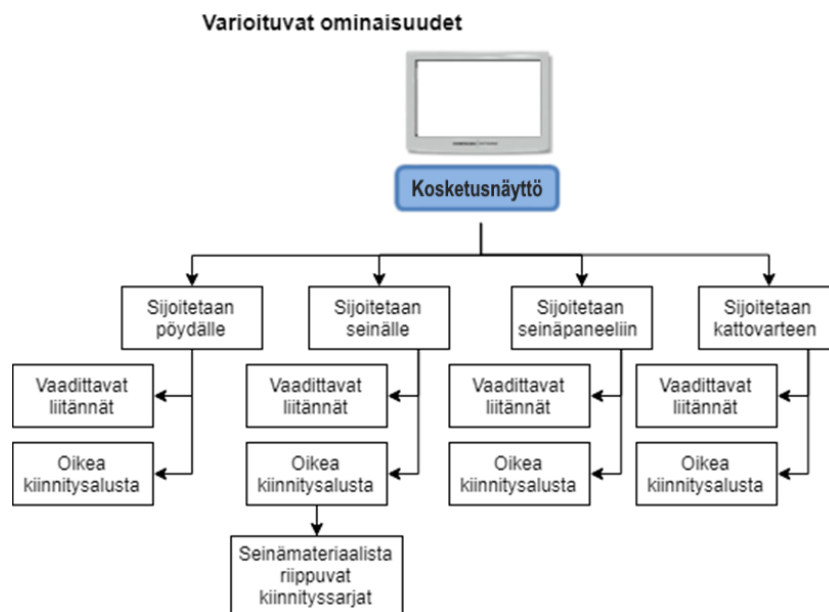 Varioituvat ominaisuudet
Kosketusnäyttö
Sijoitetaan
pöydälle
Sijoitetaan
seinälle
Sijoitetaan
seinäpaneeliin
Sijoitetaan
kattovarteen
Vaadittavat
liitännät
Vaadittavat
liitännät
Vaadittavat
liitännät
Vaadittavat
liitännät
Oikea
kiinnitysalusta
Oikea
kiinnitysalusta
Oikea
kiinnitysalusta
Oikea
kiinnitysalusta
Seinämateriaalista
riippuvat
kiinnityssarjat